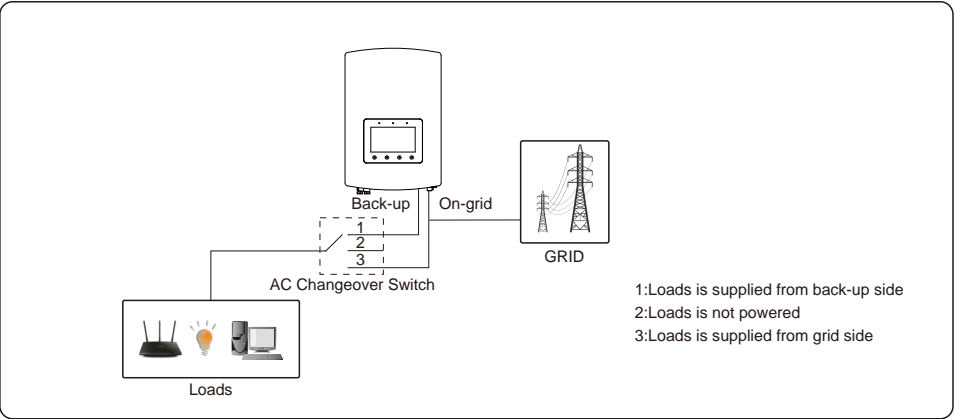 Back-up On-grid
1
2
3
AC Changeover Switch
GRID
Loads
1:Loads is supplied from back-up side
2:Loads is not powered
3:Loads is supplied from grid side